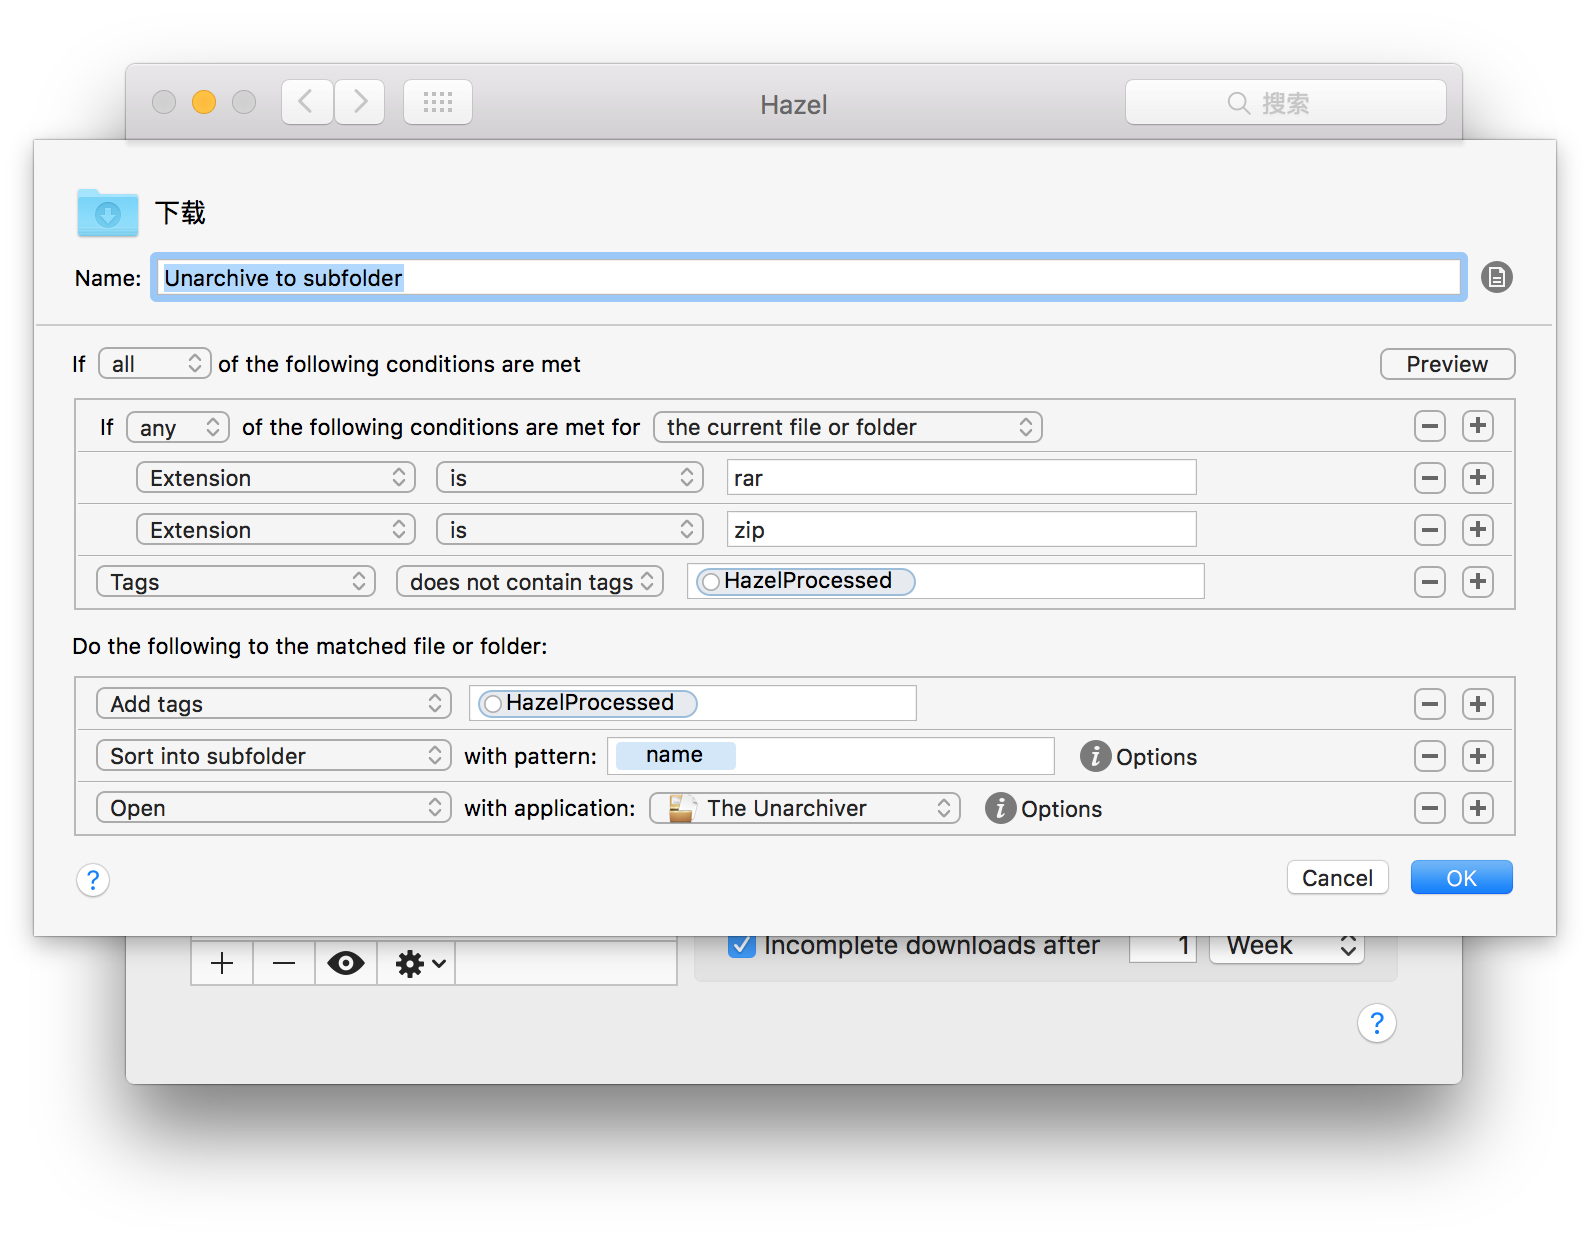 Hazel
搜索
下载
Name: Unarchive to subfolder
If all of the following conditions are met
Preview
If any of the following conditions are met for the current file or folder
Extension is rar
Extension is zip
Tags does not contain tags HazelProcessed
Do the following to the matched file or folder:
Add tags HazelProcessed
Sort into subfolder with pattern: name i Options
Open with application: The Unarchiver i Options
? Cancel OK
Incomplete downloads after 1 Week
?